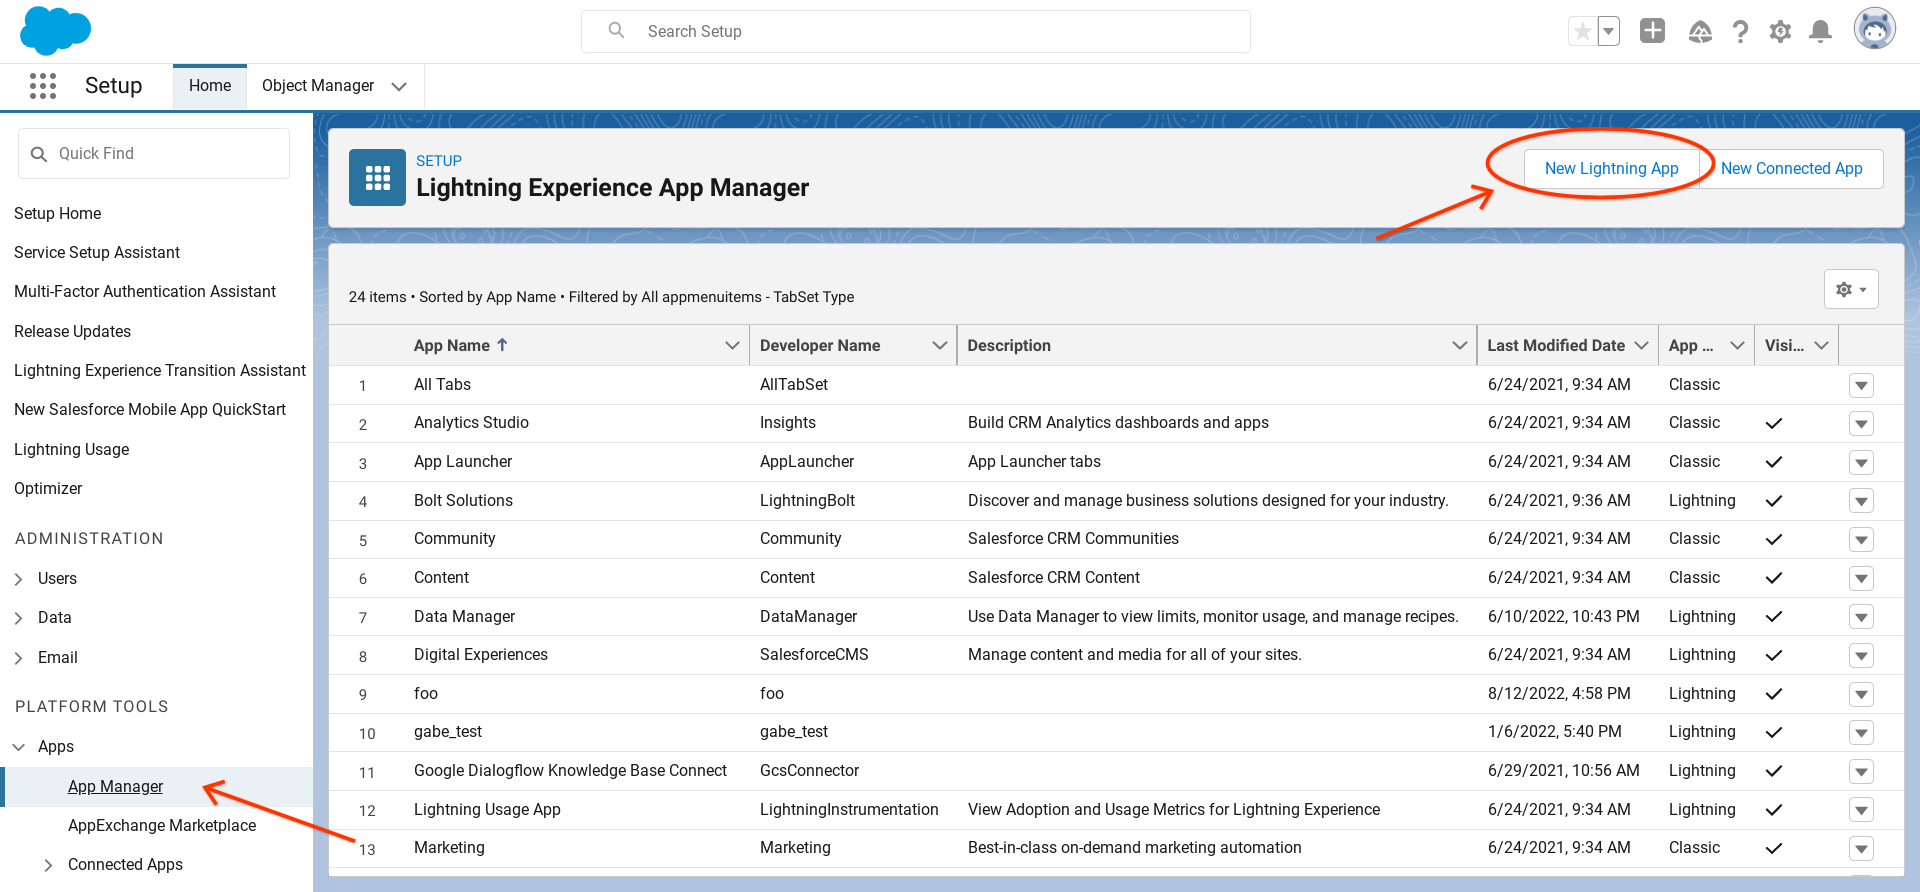 Search Setup
Setup
Home
Object Manager
Quick Find
Setup Home
Service Setup Assistant
Multi-Factor Authentication Assistant
Release Updates
Lightning Experience Transition Assistant
New Salesforce Mobile App QuickStart
Lightning Usage
Optimizer
ADMINISTRATION
Users
Data
Email
PLATFORM TOOLS
Apps
App Manager
AppExchange Marketplace
Connected Apps
SETUP
Lightning Experience App Manager
New Lightning App
New Connected App
24 items • Sorted by App Name • Filtered by All appmenuitems - TabSet Type
App Name Developer Name Description Last Modified Date App ... Visi...
1 All Tabs AllTabSet 6/24/2021, 9:34 AM Classic
2 Analytics Studio Insights Build CRM Analytics dashboards and apps 6/24/2021, 9:34 AM Classic
3 App Launcher AppLauncher App Launcher tabs 6/24/2021, 9:34 AM Classic
4 Bolt Solutions LightningBolt Discover and manage business solutions designed for your industry. 6/24/2021, 9:36 AM Lightning
5 Community Community Salesforce CRM Communities 6/24/2021, 9:34 AM Classic
6 Content Content Salesforce CRM Content 6/24/2021, 9:34 AM Classic
7 Data Manager DataManager Use Data Manager to view limits, monitor usage, and manage recipes. 6/10/2022, 10:43 PM Lightning
8 Digital Experiences SalesforceCMS Manage content and media for all of your sites. 6/24/2021, 9:34 AM Lightning
9 foo foo 8/12/2022, 4:58 PM Lightning
10 gabe_test gabe_test 1/6/2022, 5:40 PM Lightning
11 Google Dialogflow Knowledge Base Connect GcsConnector 6/29/2021, 10:56 AM Lightning
12 Lightning Usage App LightningInstrumentation View Adoption and Usage Metrics for Lightning Experience 6/24/2021, 9:34 AM Lightning
13 Marketing Marketing Best-in-class on-demand marketing automation 6/24/2021, 9:34 AM Classic